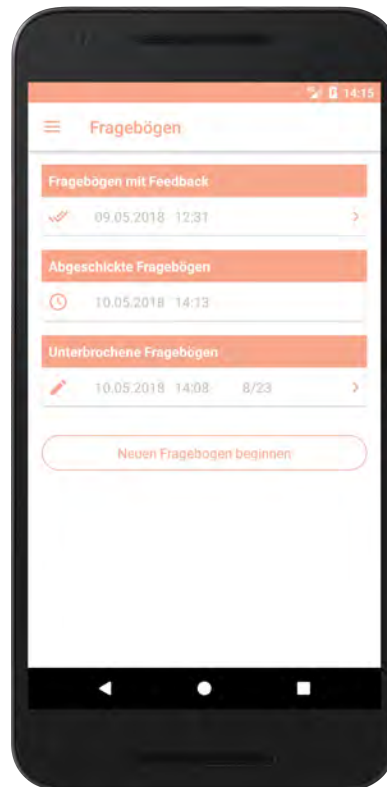 14:15
Fragebögen
Fragebögen mit Feedback
09.05.2018 12:31
Abgeschickte Fragebögen
10.05.2018 14:13
Unterbrochene Fragebögen
10.05.2018 14:08 8/23
Neuen Fragebogen beginnen